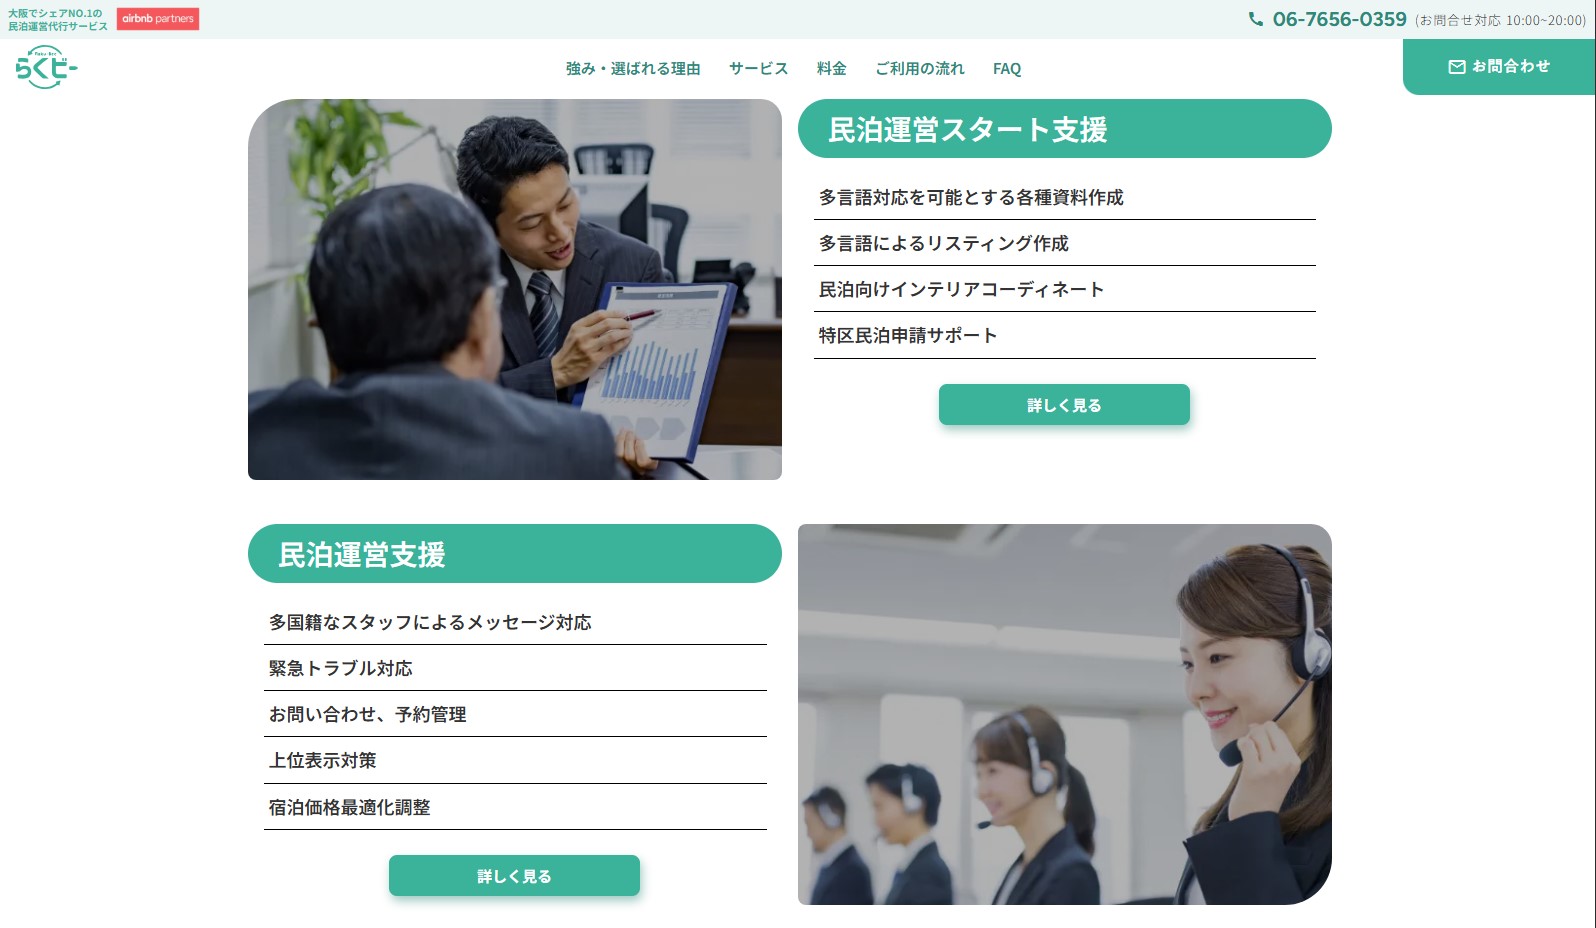 大阪でシェアNO.1の
民泊運営代行サービス
airbnb partners
06-7656-0359 (お問合せ対応 10:00~20:00)
らくビー
強み・選ばれる理由 サービス 料金 ご利用の流れ FAQ
お問合わせ
民泊運営スタート支援
多言語対応を可能とする各種資料作成
多言語によるリスティング作成
民泊向けインテリアコーディネート
特区民泊申請サポート
詳しく見る
民泊運営支援
多国籍なスタッフによるメッセージ対応
緊急トラブル対応
お問い合わせ、予約管理
上位表示対策
宿泊価格最適化調整
詳しく見る